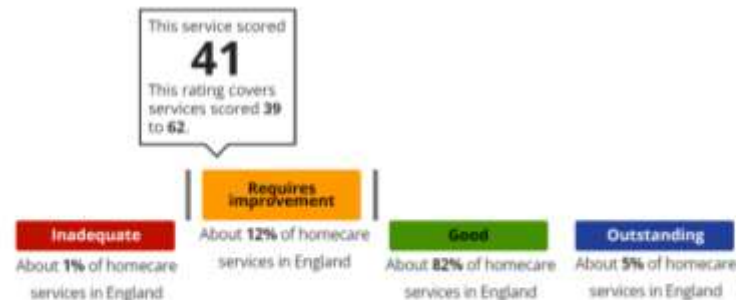 This service scored
41
This rating covers
services scored 39
to 62.
Requires
improvement
Inadequate
About 12% of homecare
services in England
Good
Outstanding
About 1% of homecare
services in England
About 82% of homecare
services in England
About 5% of homecare
services in England